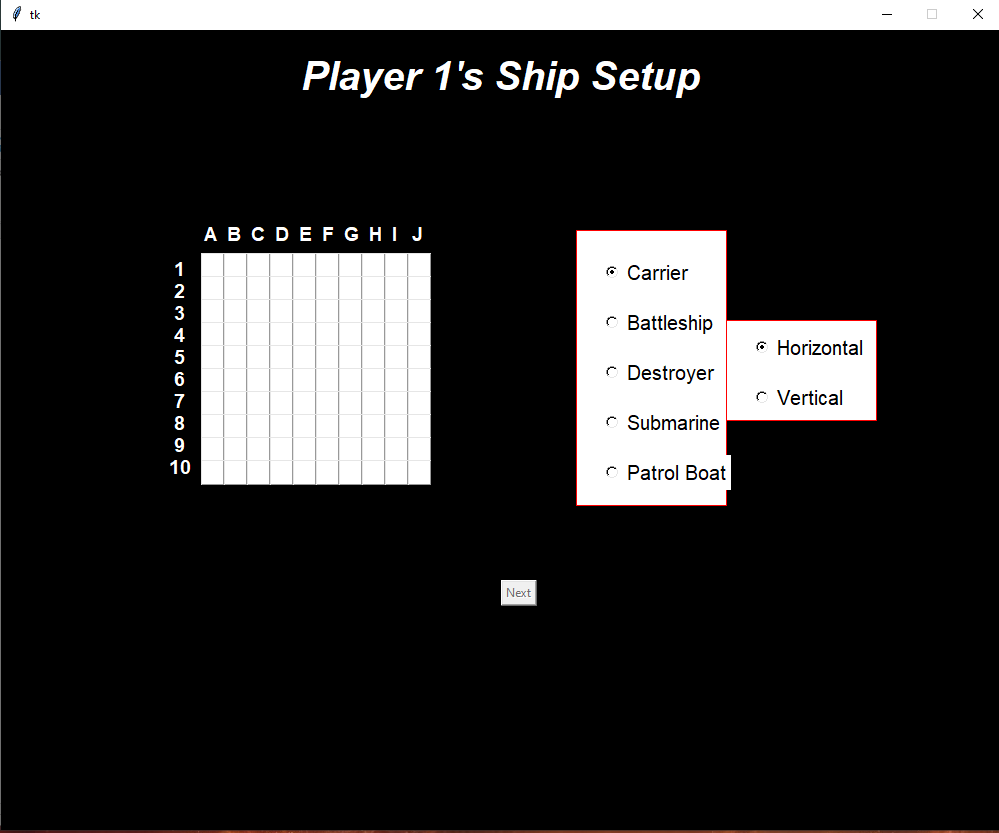 tk
Player 1's Ship Setup
A B C D E F G H I J
1
2
3
4
5
6
7
8
9
10
Carrier
Battleship
Destroyer
Submarine
Patrol Boat
Horizontal
Vertical
Next